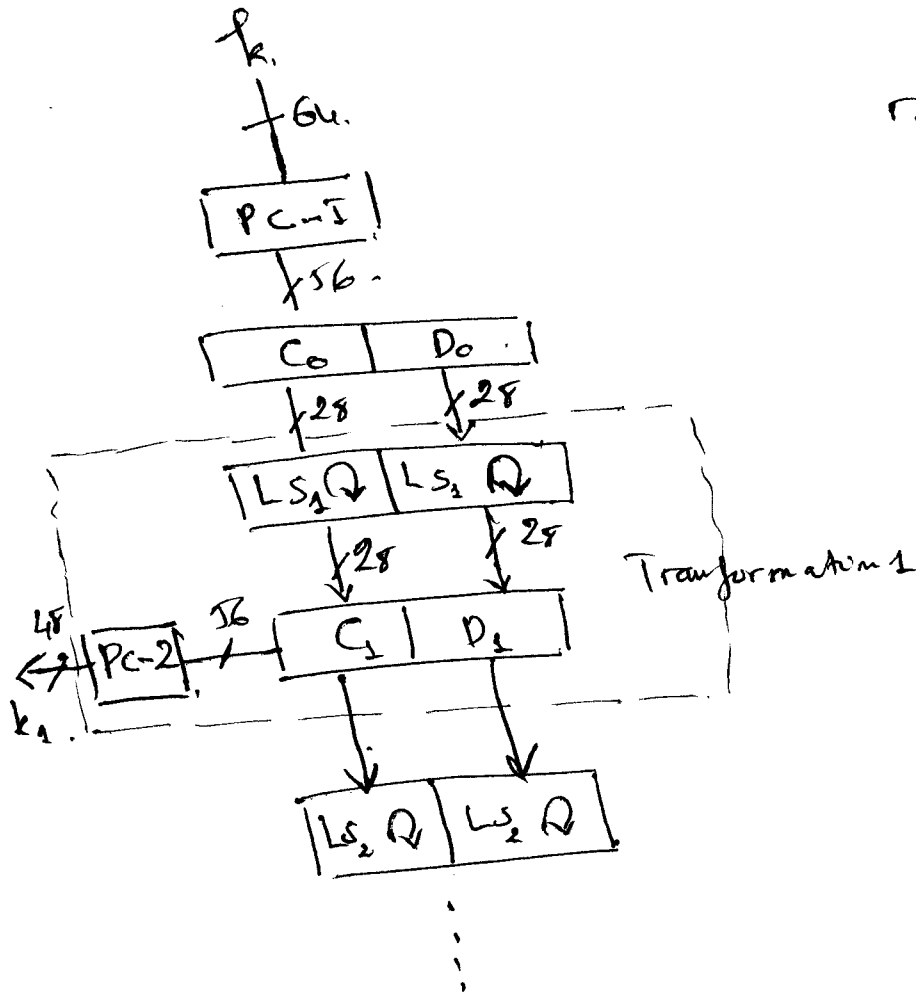 k.
64.
PC-I
56.
C₀ D₀
28 28
LS₁ LS₁
28 28
Transformation 1
48 PC-2 56 C₁ D₁
k₁.
LS₂ LS₂